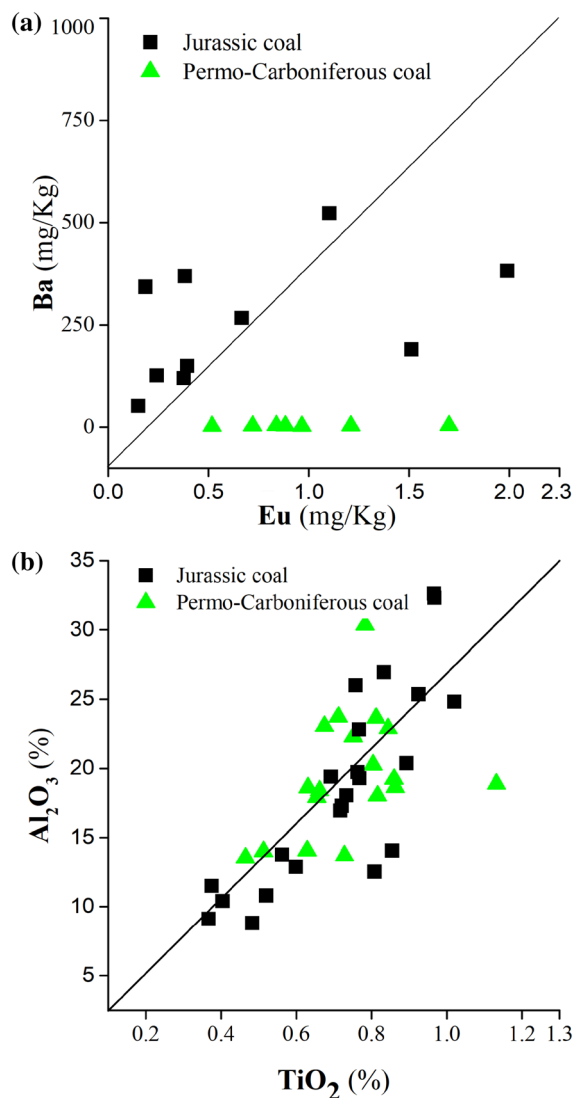 (a)
1000
Jurassic coal
Permo-Carboniferous coal
750
500
250
0
Ba (mg/Kg)
0.0 0.5 1.0 1.5 2.0 2.3
Eu (mg/Kg)
(b)
35
Jurassic coal
Permo-Carboniferous coal
30
25
20
15
10
5
Al₂O₃ (%)
0.2 0.4 0.6 0.8 1.0 1.2 1.3
TiO₂ (%)